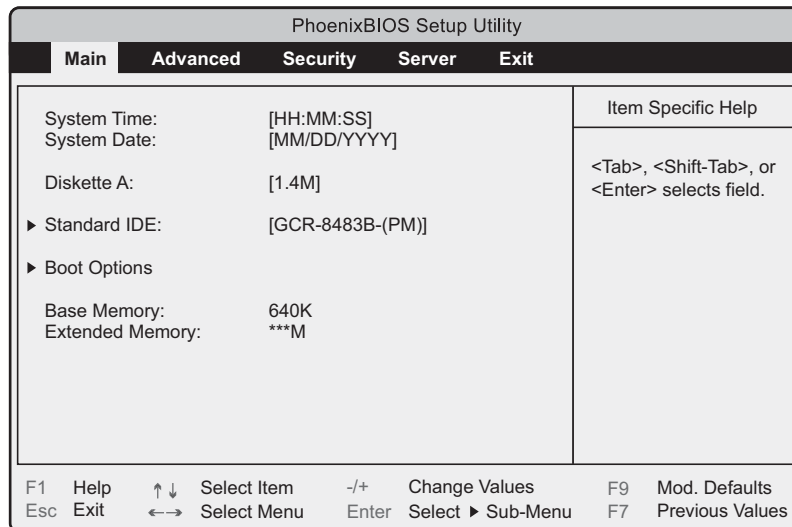 PhoenixBIOS Setup Utility
Main Advanced Security Server Exit
System Time: [HH:MM:SS]
System Date: [MM/DD/YYYY]
Diskette A: [1.4M]
▶ Standard IDE: [GCR-8483B-(PM)]
▶ Boot Options
Base Memory: 640K
Extended Memory: ***M
Item Specific Help
<Tab>, <Shift-Tab>, or
<Enter> selects field.
F1 Help ↑↓ Select Item -/+ Change Values F9 Mod. Defaults
Esc Exit ←→ Select Menu Enter Select ▶ Sub-Menu F7 Previous Values